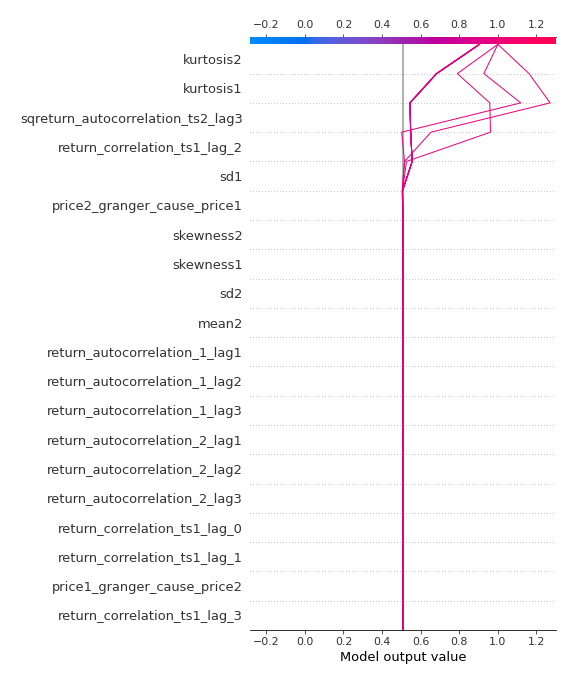 −0.2 0.0 0.2 0.4 0.6 0.8 1.0 1.2
kurtosis2
kurtosis1
sqreturn_autocorrelation_ts2_lag3
return_correlation_ts1_lag_2
sd1
price2_granger_cause_price1
skewness2
skewness1
sd2
mean2
return_autocorrelation_1_lag1
return_autocorrelation_1_lag2
return_autocorrelation_1_lag3
return_autocorrelation_2_lag1
return_autocorrelation_2_lag2
return_autocorrelation_2_lag3
return_correlation_ts1_lag_0
return_correlation_ts1_lag_1
price1_granger_cause_price2
return_correlation_ts1_lag_3
−0.2 0.0 0.2 0.4 0.6 0.8 1.0 1.2
Model output value